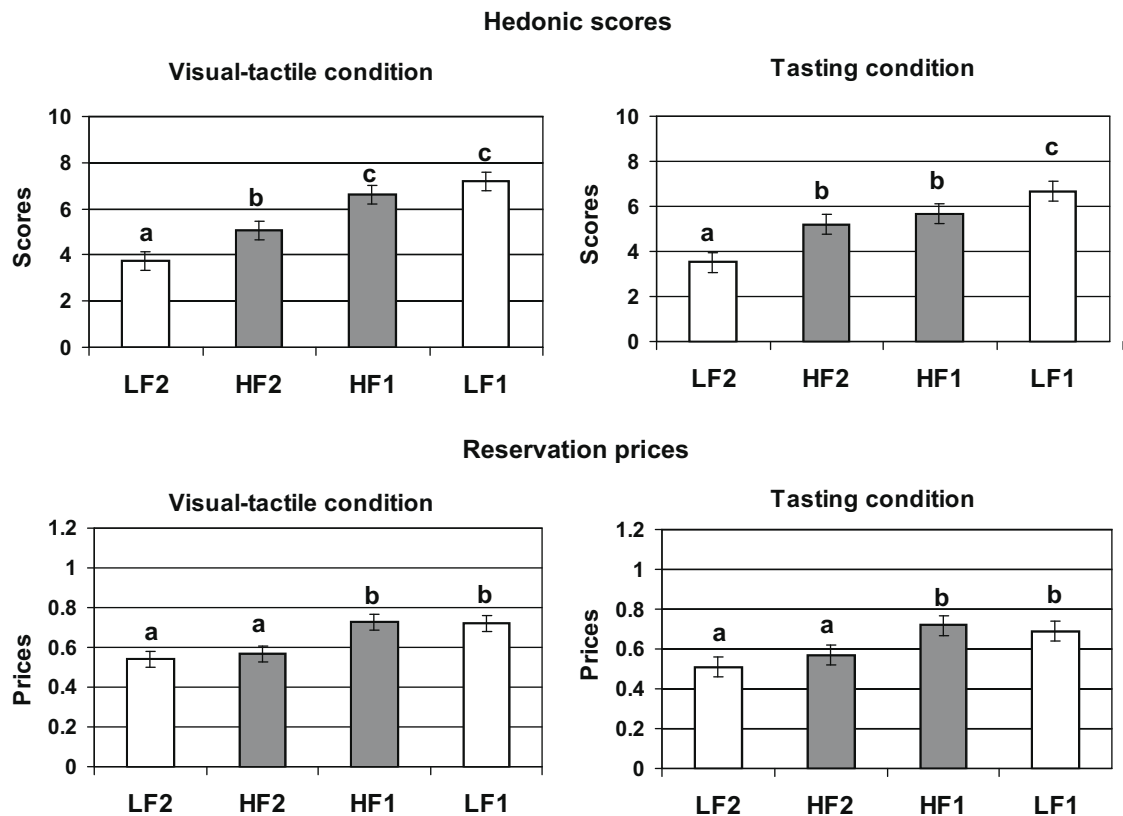 Hedonic scores
Visual-tactile condition
10
8
6
4
2
0
Scores
a
b
c
c
LF2 HF2 HF1 LF1
Tasting condition
10
8
6
4
2
0
Scores
a
b
b
c
LF2 HF2 HF1 LF1
Reservation prices
Visual-tactile condition
1.2
1
0.8
0.6
0.4
0.2
0
Prices
a
a
b
b
LF2 HF2 HF1 LF1
Tasting condition
1.2
1
0.8
0.6
0.4
0.2
0
Prices
a
a
b
b
LF2 HF2 HF1 LF1